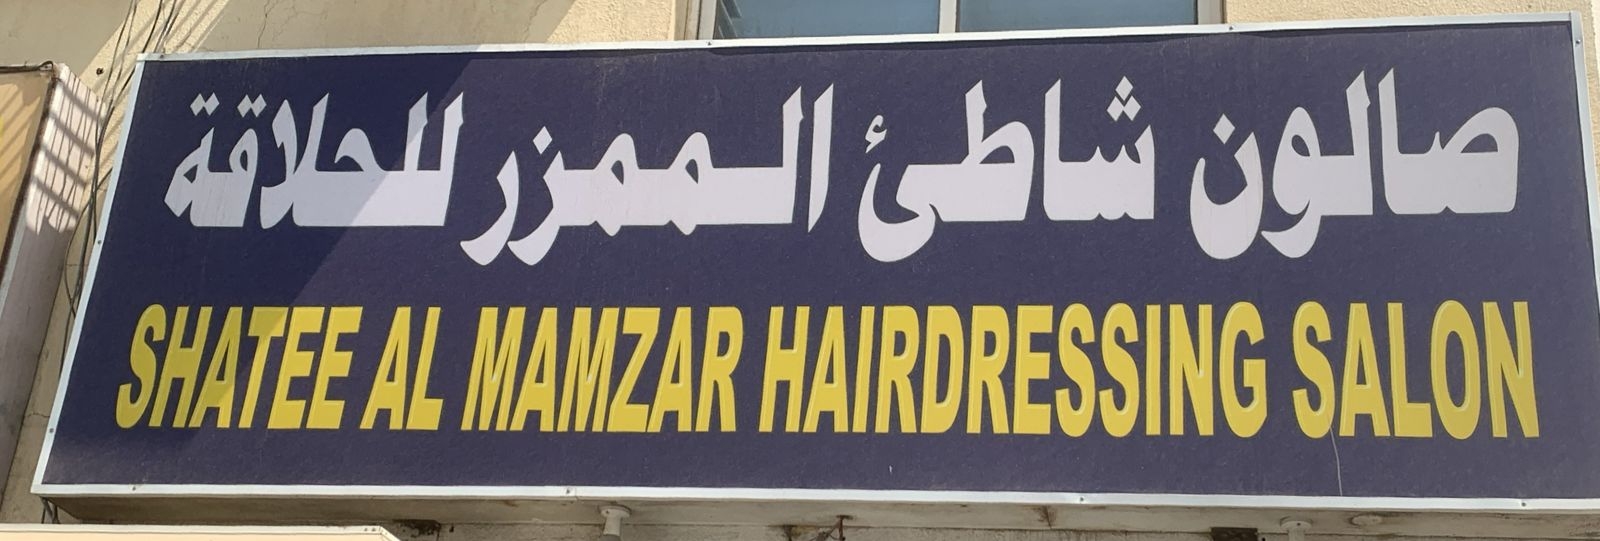 صالون شاطئ الممزر للحلاقة
SHATEE AL MAMZAR HAIRDRESSING SALON